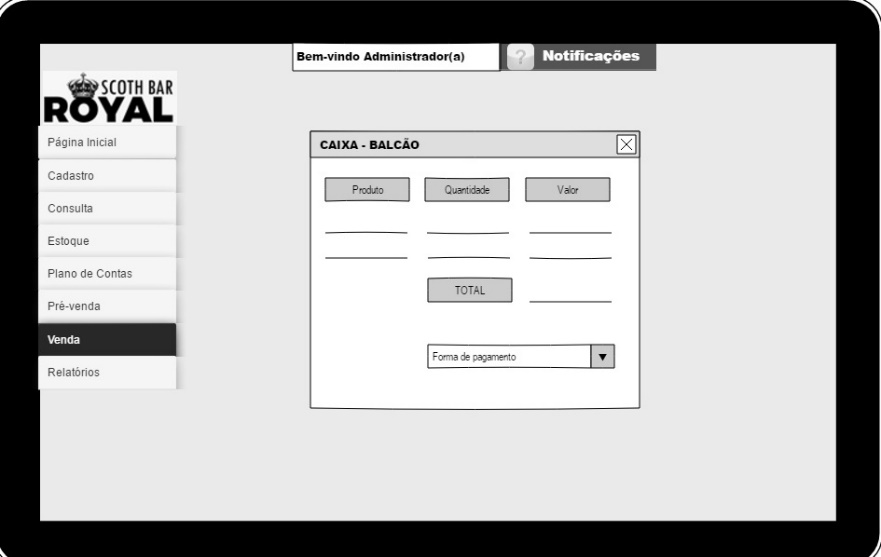 Bem-vindo Administrador(a)
? Notificações
SCOTH BAR
ROYAL
Página Inicial
Cadastro
Consulta
Estoque
Plano de Contas
Pré-venda
Venda
Relatórios
CAIXA - BALCÃO
Produto Quantidade Valor
TOTAL
Forma de pagamento